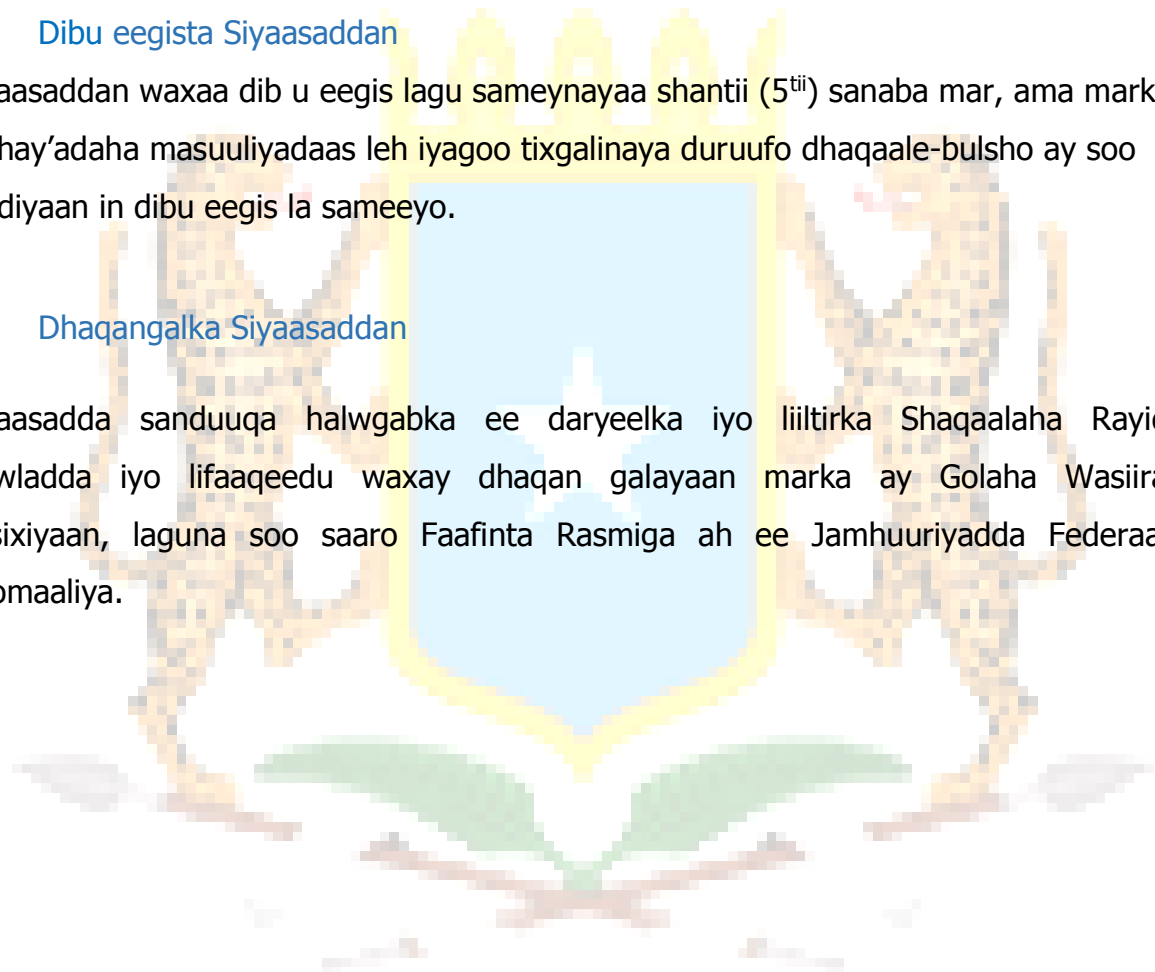 Dibu eegista Siyaasaddan
aasaddan waxaa dib u eegis lagu sameynayaa shantii (5tii) sanaba mar, ama mark
hay’adaha masuuliyadaas leh iyagoo tixgalinaya duruufo dhaqaale-bulsho ay soo
diyaan in dibu eegis la sameeyo.
Dhaqangalka Siyaasaddan
aasadda sanduuqa halwgabka ee daryeelka iyo liiltirka Shaqaalaha Rayid
wladda iyo lifaaqeedu waxay dhaqan galayaan marka ay Golaha Wasiira
sixiyaan, laguna soo saaro Faafinta Rasmiga ah ee Jamhuuriyadda Federaa
omaaliya.